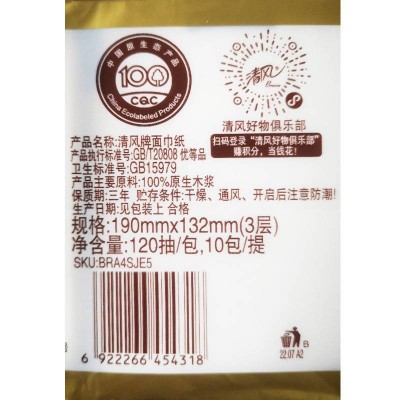 中国原生态产品
100
CQC
China Ecolabeled Products
清风
清风好物俱乐部
扫码登录“清风好物俱乐部”
赚积分，当钱花！
产品名称:清风牌面巾纸
产品执行标准号:GB/T20808 优等品
卫生标准号:GB15979
产品主要原料:100%原生木浆
保质期:三年 贮存条件:干燥、通风、开启后注意防潮!
生产日期:见包装上 合格
规格:190mmx132mm(3层)
净含量:120抽/包,10包/提
SKU:BRA4SJE5
6 922266 454318
B
22.07 A2